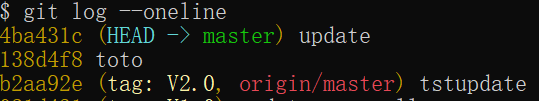 $ git log --oneline
4ba431c (HEAD -> master) update
138d4f8 toto
b2aa92e (tag: V2.0, origin/master) tstupdate